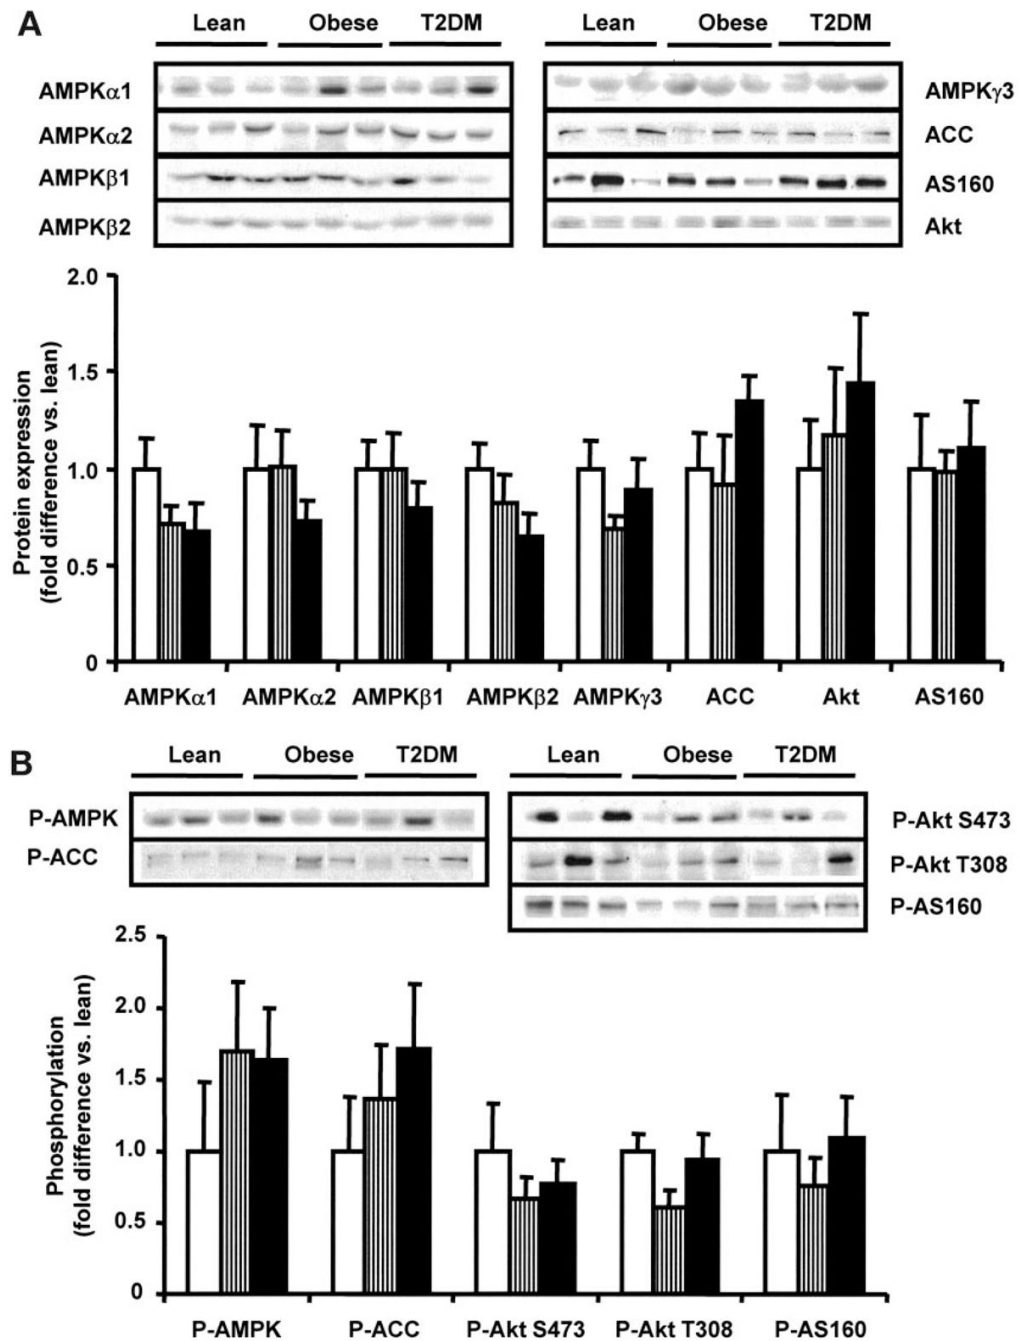 A
Lean Obese T2DM Lean Obese T2DM
AMPKα1
AMPKα2
AMPKβ1
AMPKβ2
AMPKγ3
ACC
AS160
Akt
Protein expression
(fold difference vs. lean)
2.0
1.5
1.0
0.5
0
AMPKα1 AMPKα2 AMPKβ1 AMPKβ2 AMPKγ3 ACC Akt AS160
B
Lean Obese T2DM Lean Obese T2DM
P-AMPK
P-ACC
P-Akt S473
P-Akt T308
P-AS160
Phosphorylation
(fold difference vs. lean)
2.5
2.0
1.5
1.0
0.5
0
P-AMPK P-ACC P-Akt S473 P-Akt T308 P-AS160